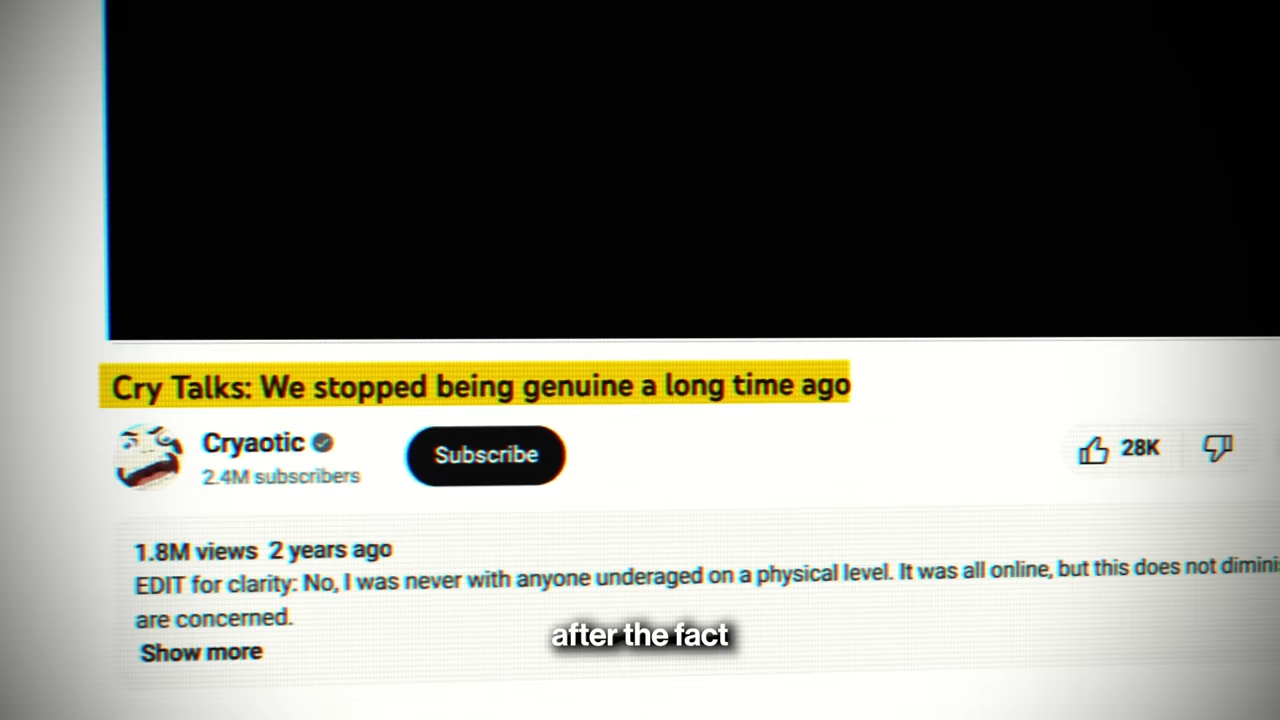 Cry Talks: We stopped being genuine a long time ago
Cryaotic
2.4M subscribers
Subscribe
28K
1.8M views 2 years ago
EDIT for clarity: No, I was never with anyone underaged on a physical level. It was all online, but this does not
are concerned.
Show more
after the fact